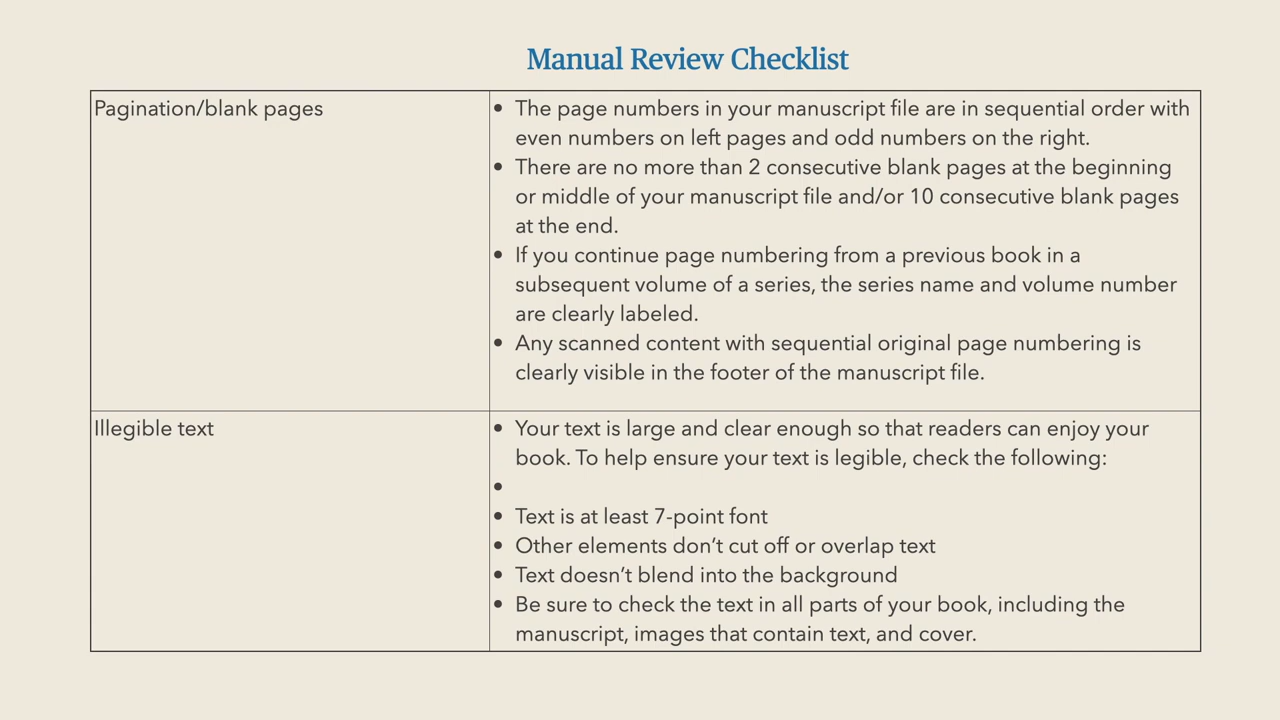 Manual Review Checklist
Pagination/blank pages
• The page numbers in your manuscript file are in sequential order with
even numbers on left pages and odd numbers on the right.
• There are no more than 2 consecutive blank pages at the beginning
or middle of your manuscript file and/or 10 consecutive blank pages
at the end.
• If you continue page numbering from a previous book in a
subsequent volume of a series, the series name and volume number
are clearly labeled.
• Any scanned content with sequential original page numbering is
clearly visible in the footer of the manuscript file.
Illegible text
• Your text is large and clear enough so that readers can enjoy your
book. To help ensure your text is legible, check the following:
•
• Text is at least 7-point font
• Other elements don’t cut off or overlap text
• Text doesn’t blend into the background
• Be sure to check the text in all parts of your book, including the
manuscript, images that contain text, and cover.